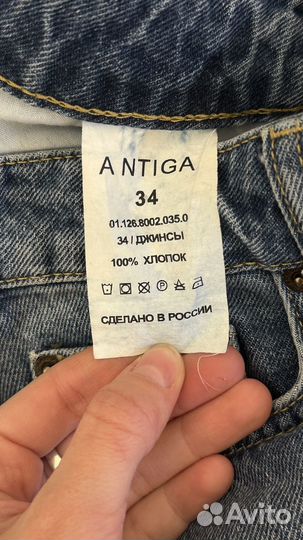 ANTIGA
34
01.126.8002.035.0
34 / ДЖИНСЫ
100% ХЛОПОК
СДЕЛАНО В РОССИИ
Avito